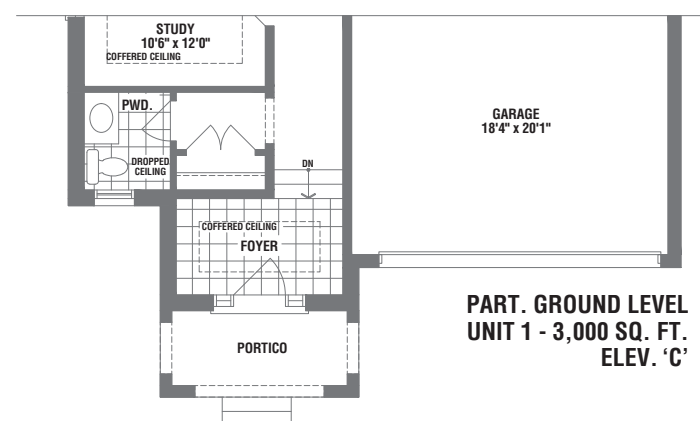 STUDY
10'6" x 12'0"
COFFERED CEILING
PWD.
DROPPED
CEILING
DN
COFFERED CEILING
FOYER
PORTICO
GARAGE
18'4" x 20'1"
PART. GROUND LEVEL
UNIT 1 - 3,000 SQ. FT.
ELEV. ‘C’